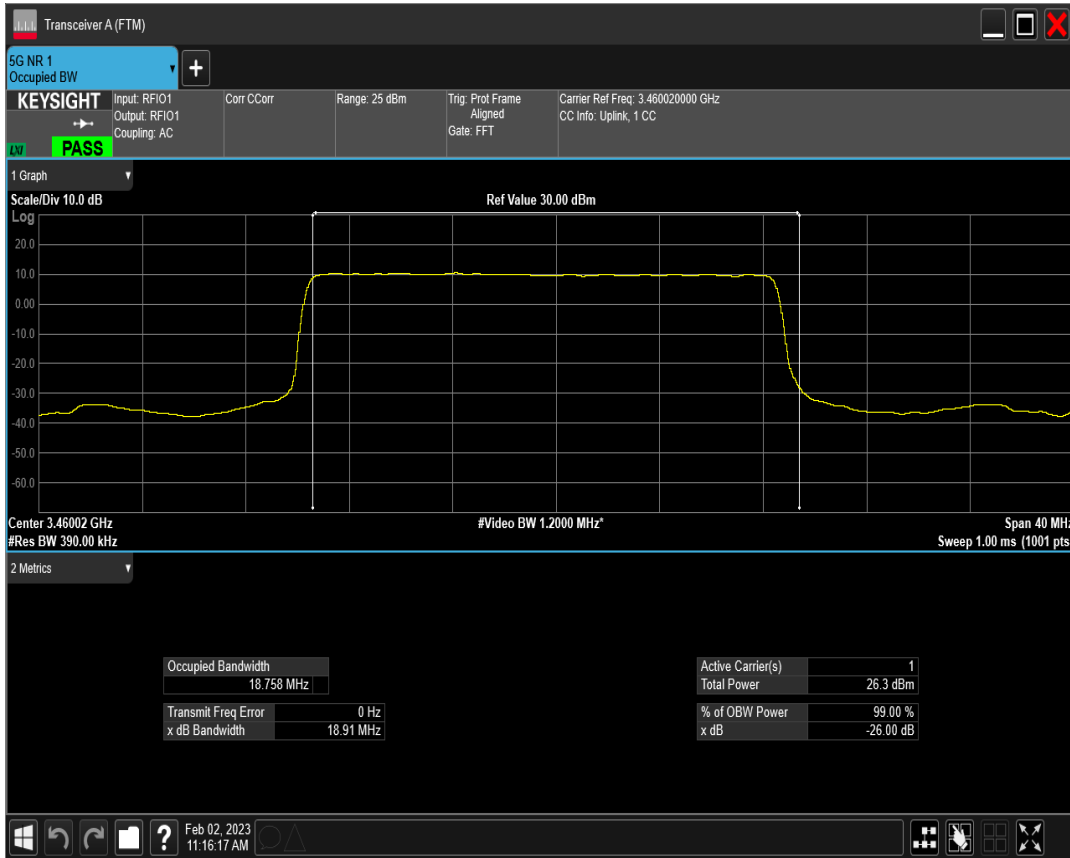 Transceiver A (FTM)
5G NR 1
Occupied BW
KEYSIGHT
LXI
PASS
Input: RFIO1
Output: RFIO1
Coupling: AC
Corr CCorr
Range: 25 dBm
Trig: Prot Frame
Aligned
Gate: FFT
Carrier Ref Freq: 3.460020000 GHz
CC Info: Uplink, 1 CC
1 Graph
Scale/Div 10.0 dB
Ref Value 30.00 dBm
Log
20.0
10.0
0.00
-10.0
-20.0
-30.0
-40.0
-50.0
-60.0
Center 3.46002 GHz
#Video BW 1.2000 MHz*
Span 40 MHz
#Res BW 390.00 kHz
Sweep 1.00 ms (1001 pts
2 Metrics
Occupied Bandwidth
18.758 MHz
Transmit Freq Error 0 Hz
x dB Bandwidth 18.91 MHz
Active Carrier(s) 1
Total Power 26.3 dBm
% of OBW Power 99.00 %
x dB -26.00 dB
?
Feb 02, 2023
11:16:17 AM